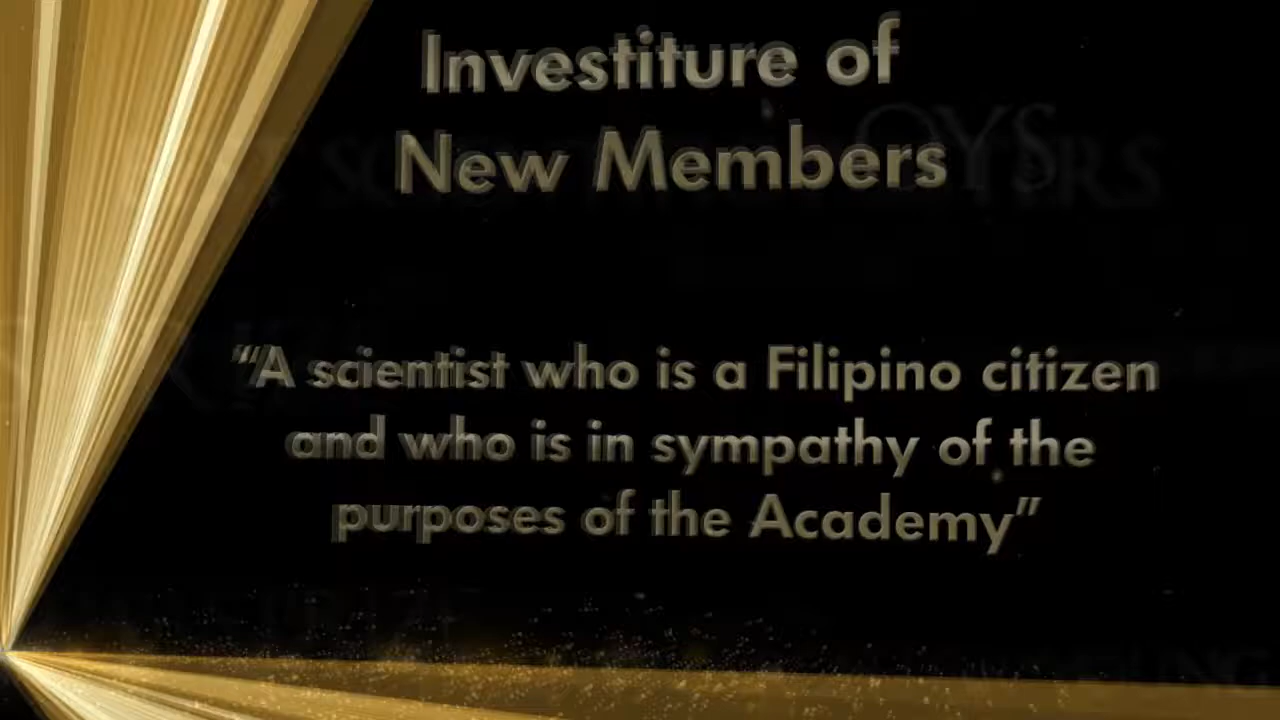 Investiture of
New Members
"A scientist who is a Filipino citizen
and who is in sympathy of the
purposes of the Academy"